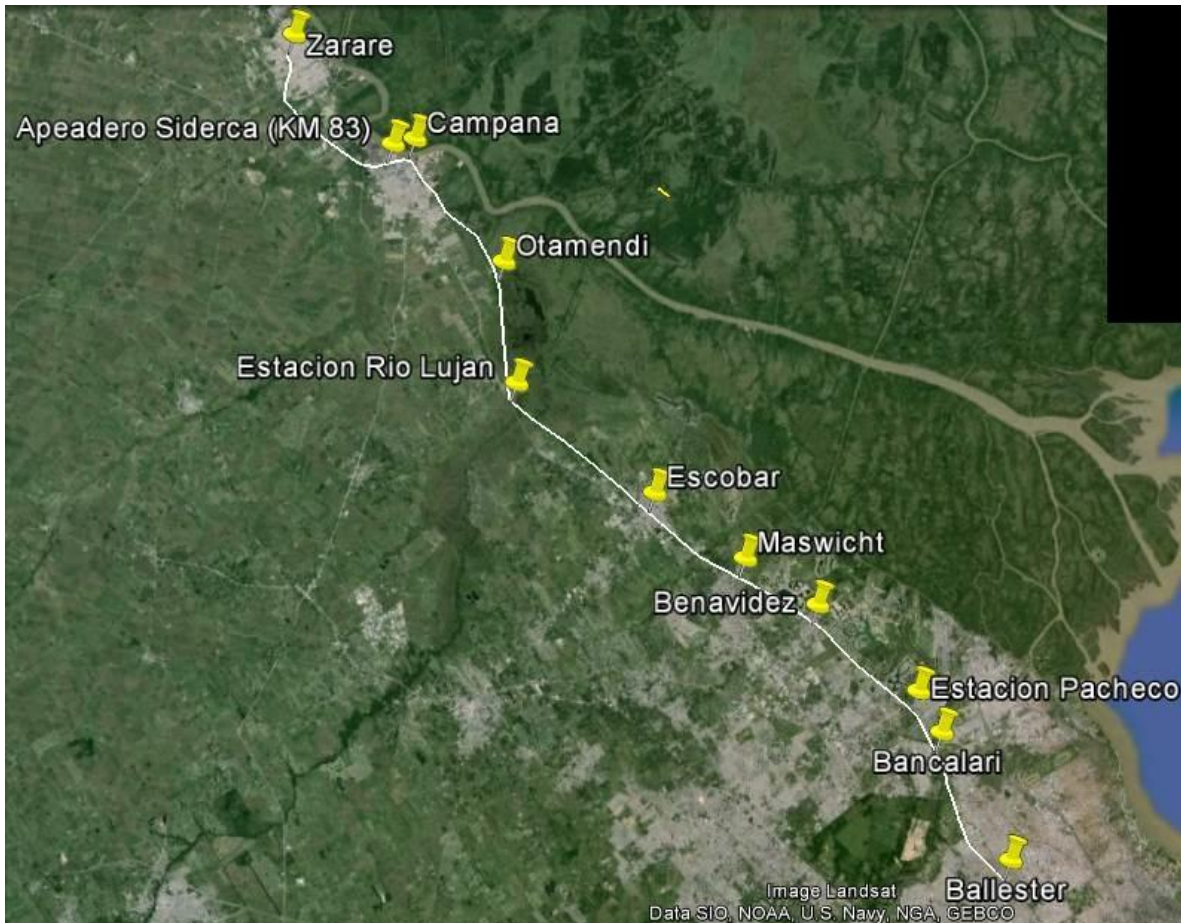 Zarare
Apeadero Siderca (KM 83)
Campana
Otamendi
Estacion Rio Lujan
Escobar
Maswicht
Benavidez
Estacion Pacheco
Bancalari
Ballester
Image Landsat
Data SIO, NOAA, U.S. Navy, NGA, GEBCO